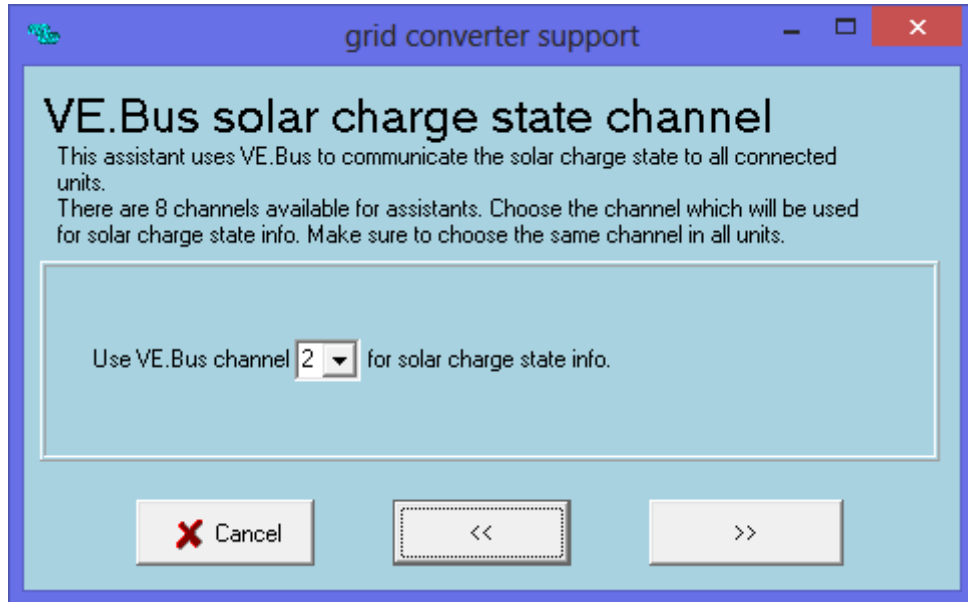 grid converter support
VE.Bus solar charge state channel
This assistant uses VE.Bus to communicate the solar charge state to all connected
units.
There are 8 channels available for assistants. Choose the channel which will be used
for solar charge state info. Make sure to choose the same channel in all units.
Use VE.Bus channel 2 for solar charge state info.
Cancel << >>